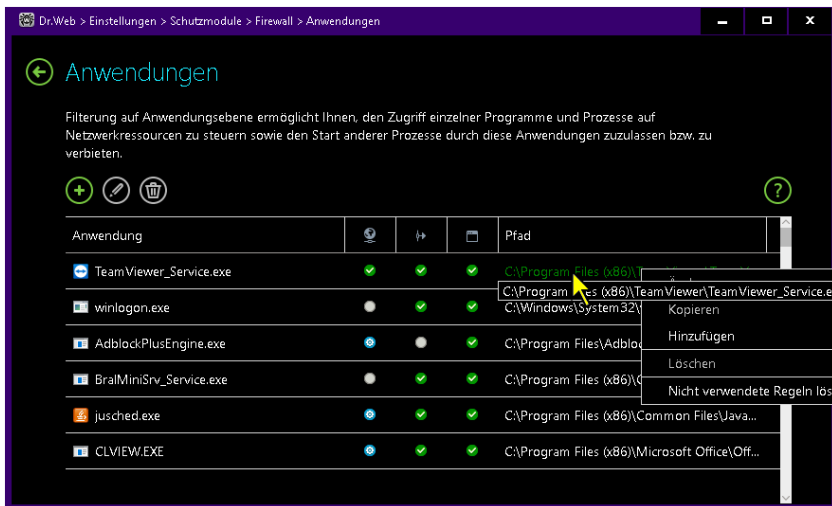 Dr.Web > Einstellungen > Schutzmodule > Firewall > Anwendungen
Anwendungen
Filterung auf Anwendungsebene ermöglicht Ihnen, den Zugriff einzelner Programme und Prozesse auf
Netzwerkressourcen zu steuern sowie den Start anderer Prozesse durch diese Anwendungen zuzulassen bzw. zu
verbieten.
Anwendung Pfad
TeamViewer_Service.exe C:\Program Files (x86)\
C:\Program Files (x86)\TeamViewer\TeamViewer_Service.e
winlogon.exe C:\Windows\System32\
Kopieren
Hinzufügen
AdblockPlusEngine.exe C:\Program Files\Adbloc
Löschen
BralMiniSrv_Service.exe C:\Program Files (x86)\
Nicht verwendete Regeln lös
jusched.exe C:\Program Files (x86)\Common Files\Java...
CLVIEW.EXE C:\Program Files (x86)\Microsoft Office\Off...